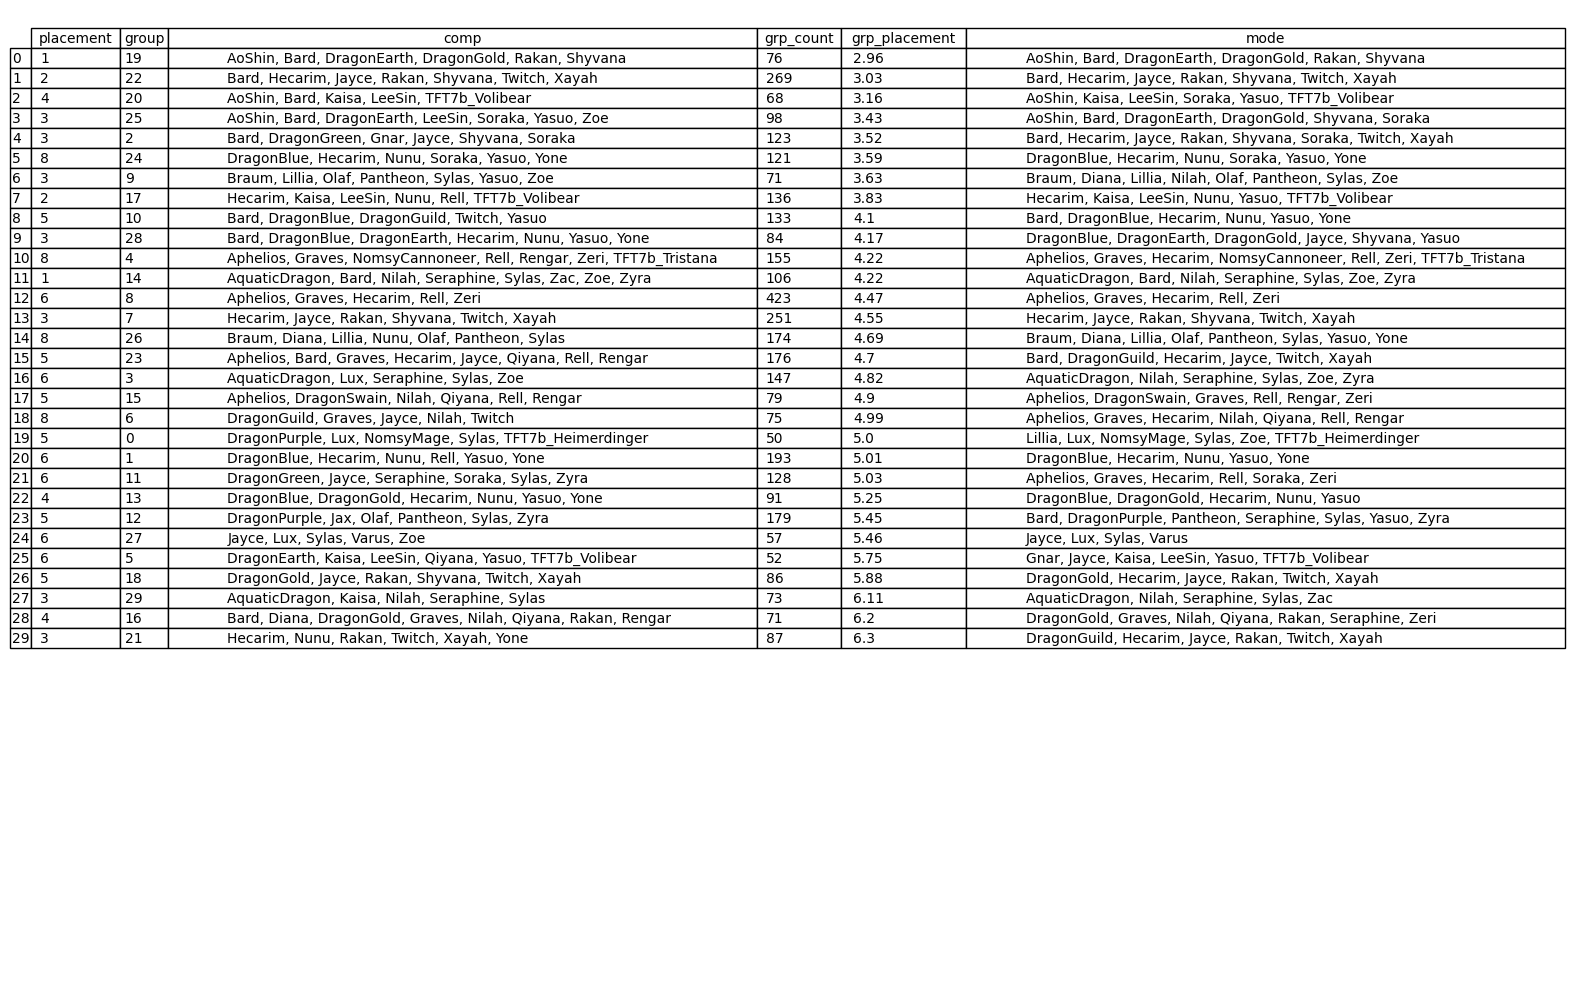 placement group comp grp_count grp_placement mode
0 1 19 AoShin, Bard, DragonEarth, DragonGold, Rakan, Shyvana 76 2.96 AoShin, Bard, DragonEarth, DragonGold, Rakan, Shyvana
1 2 22 Bard, Hecarim, Jayce, Rakan, Shyvana, Twitch, Xayah 269 3.03 Bard, Hecarim, Jayce, Rakan, Shyvana, Twitch, Xayah
2 4 20 AoShin, Bard, Kaisa, LeeSin, TFT7b_Volibear 68 3.16 AoShin, Kaisa, LeeSin, Soraka, Yasuo, TFT7b_Volibear
3 3 25 AoShin, Bard, DragonEarth, LeeSin, Soraka, Yasuo, Zoe 98 3.43 AoShin, Bard, DragonEarth, DragonGold, Shyvana, Soraka
4 3 2 Bard, DragonGreen, Gnar, Jayce, Shyvana, Soraka 123 3.52 Bard, Hecarim, Jayce, Rakan, Shyvana, Soraka, Twitch, Xayah
5 8 24 DragonBlue, Hecarim, Nunu, Soraka, Yasuo, Yone 121 3.59 DragonBlue, Hecarim, Nunu, Soraka, Yasuo, Yone
6 3 9 Braum, Lillia, Olaf, Pantheon, Sylas, Yasuo, Zoe 71 3.63 Braum, Diana, Lillia, Nilah, Olaf, Pantheon, Sylas, Zoe
7 2 17 Hecarim, Kaisa, LeeSin, Nunu, Rell, TFT7b_Volibear 136 3.83 Hecarim, Kaisa, LeeSin, Nunu, Yasuo, TFT7b_Volibear
8 5 10 Bard, DragonBlue, DragonGuild, Twitch, Yasuo 133 4.1 Bard, DragonBlue, Hecarim, Nunu, Yasuo, Yone
9 3 28 Bard, DragonBlue, DragonEarth, Hecarim, Nunu, Yasuo, Yone 84 4.17 DragonBlue, DragonEarth, DragonGold, Jayce, Shyvana, Yasuo
10 8 4 Aphelios, Graves, NomsyCannoneer, Rell, Rengar, Zeri, TFT7b_Tristana 155 4.22 Aphelios, Graves, Hecarim, NomsyCannoneer, Rell, Zeri, TFT7b_Tristana
11 1 14 AquaticDragon, Bard, Nilah, Seraphine, Sylas, Zac, Zoe, Zyra 106 4.22 AquaticDragon, Bard, Nilah, Seraphine, Sylas, Zoe, Zyra
12 6 8 Aphelios, Graves, Hecarim, Rell, Zeri 423 4.47 Aphelios, Graves, Hecarim, Rell, Zeri
13 3 7 Hecarim, Jayce, Rakan, Shyvana, Twitch, Xayah 251 4.55 Hecarim, Jayce, Rakan, Shyvana, Twitch, Xayah
14 8 26 Braum, Diana, Lillia, Nunu, Olaf, Pantheon, Sylas 174 4.69 Braum, Diana, Lillia, Olaf, Pantheon, Sylas, Yasuo, Yone
15 5 23 Aphelios, Bard, Graves, Hecarim, Jayce, Qiyana, Rell, Rengar 176 4.7 Bard, DragonGuild, Hecarim, Jayce, Twitch, Xayah
16 6 3 AquaticDragon, Lux, Seraphine, Sylas, Zoe 147 4.82 AquaticDragon, Nilah, Seraphine, Sylas, Zoe, Zyra
17 5 15 Aphelios, DragonSwain, Nilah, Qiyana, Rell, Rengar 79 4.9 Aphelios, DragonSwain, Graves, Rell, Rengar, Zeri
18 8 6 DragonGuild, Graves, Jayce, Nilah, Twitch 75 4.99 Aphelios, Graves, Hecarim, Nilah, Qiyana, Rell, Rengar
19 5 0 DragonPurple, Lux, NomsyMage, Sylas, TFT7b_Heimerdinger 50 5.0 Lillia, Lux, NomsyMage, Sylas, Zoe, TFT7b_Heimerdinger
20 6 1 DragonBlue, Hecarim, Nunu, Rell, Yasuo, Yone 193 5.01 DragonBlue, Hecarim, Nunu, Yasuo, Yone
21 6 11 DragonGreen, Jayce, Seraphine, Soraka, Sylas, Zyra 128 5.03 Aphelios, Graves, Hecarim, Rell, Soraka, Zeri
22 4 13 DragonBlue, DragonGold, Hecarim, Nunu, Yasuo, Yone 91 5.25 DragonBlue, DragonGold, Hecarim, Nunu, Yasuo
23 5 12 DragonPurple, Jax, Olaf, Pantheon, Sylas, Zyra 179 5.45 Bard, DragonPurple, Pantheon, Seraphine, Sylas, Yasuo, Zyra
24 6 27 Jayce, Lux, Sylas, Varus, Zoe 57 5.46 Jayce, Lux, Sylas, Varus
25 6 5 DragonEarth, Kaisa, LeeSin, Qiyana, Yasuo, TFT7b_Volibear 52 5.75 Gnar, Jayce, Kaisa, LeeSin, Yasuo, TFT7b_Volibear
26 5 18 DragonGold, Jayce, Rakan, Shyvana, Twitch, Xayah 86 5.88 DragonGold, Hecarim, Jayce, Rakan, Twitch, Xayah
27 3 29 AquaticDragon, Kaisa, Nilah, Seraphine, Sylas 73 6.11 AquaticDragon, Nilah, Seraphine, Sylas, Zac
28 4 16 Bard, Diana, DragonGold, Graves, Nilah, Qiyana, Rakan, Rengar 71 6.2 DragonGold, Graves, Nilah, Qiyana, Rakan, Seraphine, Zeri
29 3 21 Hecarim, Nunu, Rakan, Twitch, Xayah, Yone 87 6.3 DragonGuild, Hecarim, Jayce, Rakan, Twitch, Xayah